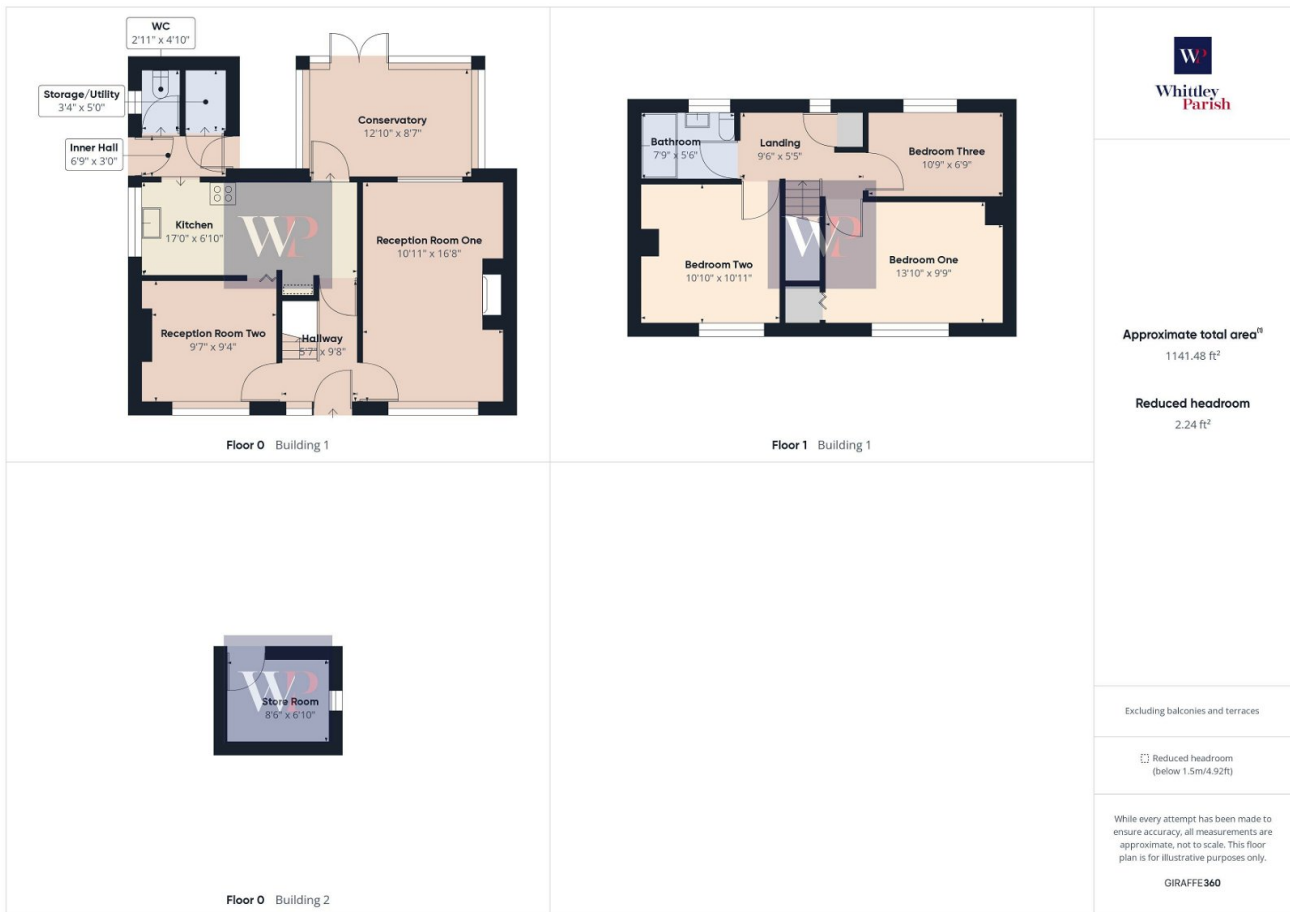 WC
2'11" x 4'10"
Storage/Utility
3'4" x 5'0"
Inner Hall
6'9" x 3'0"
Conservatory
12'10" x 8'7"
Kitchen
17'0" x 6'10"
WP
Reception Room One
10'11" x 16'8"
Reception Room Two
9'7" x 9'4"
Hallway
5'7" x 9'8"
Floor 0 Building 1
Bathroom
7'9" x 5'6"
Landing
9'6" x 5'5"
Bedroom Three
10'9" x 6'9"
WP
Bedroom Two
10'10" x 10'11"
Bedroom One
13'10" x 9'9"
Floor 1 Building 1
WP
Store Room
8'6" x 6'10"
Floor 0 Building 2
WP
Whittley
Parish
Approximate total area(1)
1141.48 ft²
Reduced headroom
2.24 ft²
Excluding balconies and terraces
Reduced headroom
(below 1.5m/4.92ft)
While every attempt has been made to
ensure accuracy, all measurements are
approximate, not to scale. This floor
plan is for illustrative purposes only.
GIRAFFE360